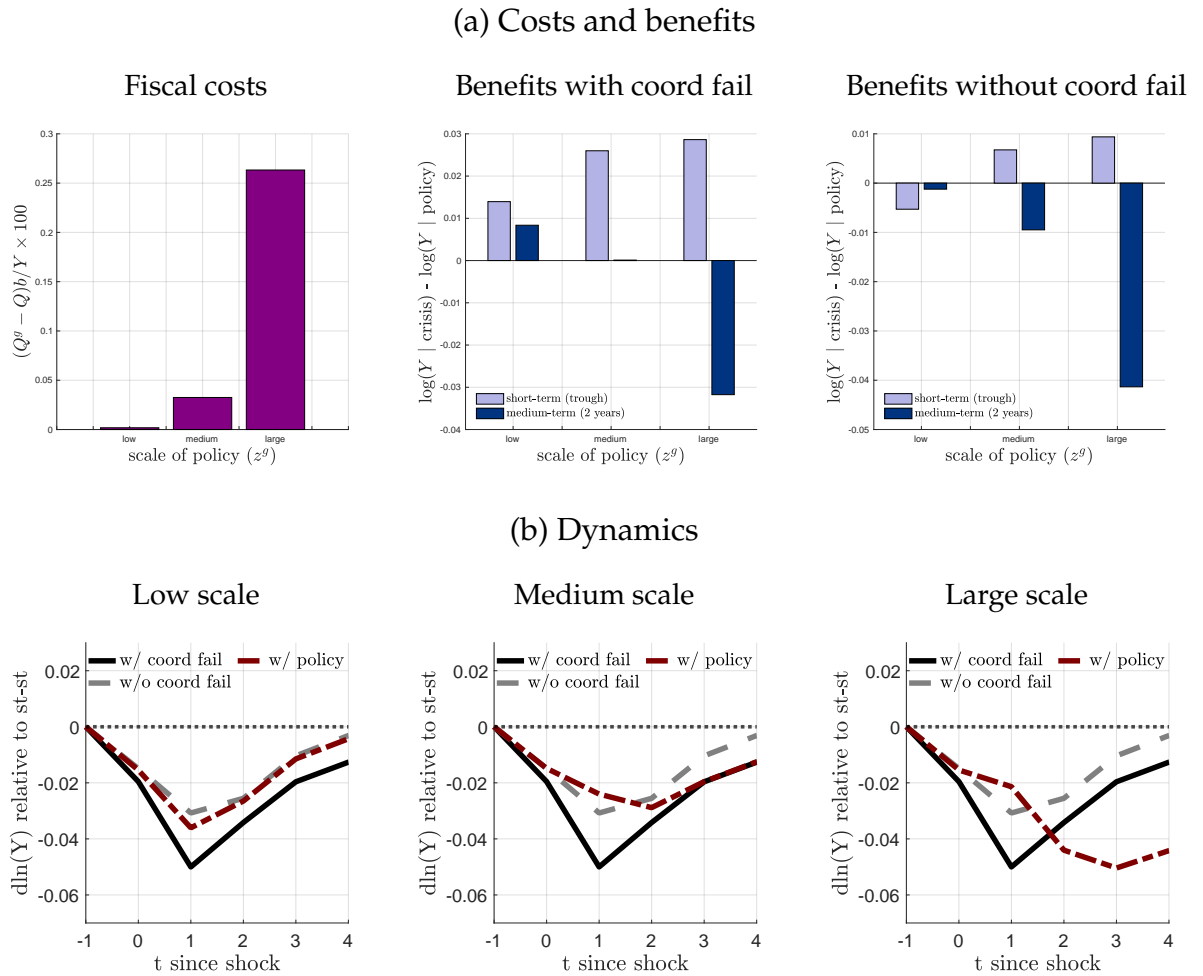 (a) Costs and benefits
Fiscal costs
Benefits with coord fail
Benefits without coord fail
(Q^g − Q)b/Y × 100
0.3
0.25
0.2
0.15
0.1
0.05
0
low
medium
large
scale of policy (z^g)
log(Y | crisis) - log(Y | policy)
0.03
0.02
0.01
0
-0.01
-0.02
-0.03
-0.04
short-term (trough)
medium-term (2 years)
low
medium
large
scale of policy (z^g)
log(Y | crisis) - log(Y | policy)
0.01
0
-0.01
-0.02
-0.03
-0.04
-0.05
short-term (trough)
medium-term (2 years)
low
medium
large
scale of policy (z^g)
(b) Dynamics
Low scale
Medium scale
Large scale
dln(Y) relative to st-st
w/ coord fail
w/ policy
w/o coord fail
0.02
0
-0.02
-0.04
-0.06
-1 0 1 2 3 4
t since shock
dln(Y) relative to st-st
w/ coord fail
w/ policy
w/o coord fail
0.02
0
-0.02
-0.04
-0.06
-1 0 1 2 3 4
t since shock
dln(Y) relative to st-st
w/ coord fail
w/ policy
w/o coord fail
0.02
0
-0.02
-0.04
-0.06
-1 0 1 2 3 4
t since shock